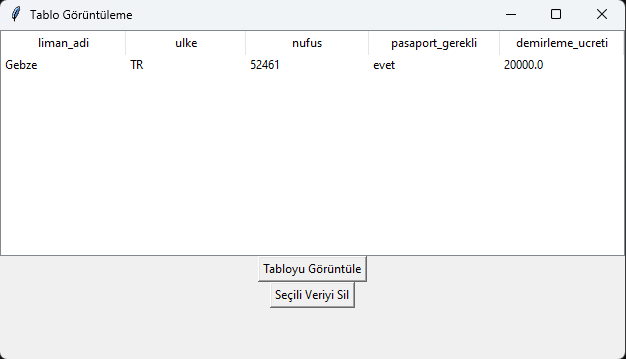 Tablo Görüntüleme
liman_adi ulke nufus pasaport_gerekli demirleme_ucreti
Gebze TR 52461 evet 20000.0
Tabloyu Görüntüle
Seçili Veriyi Sil